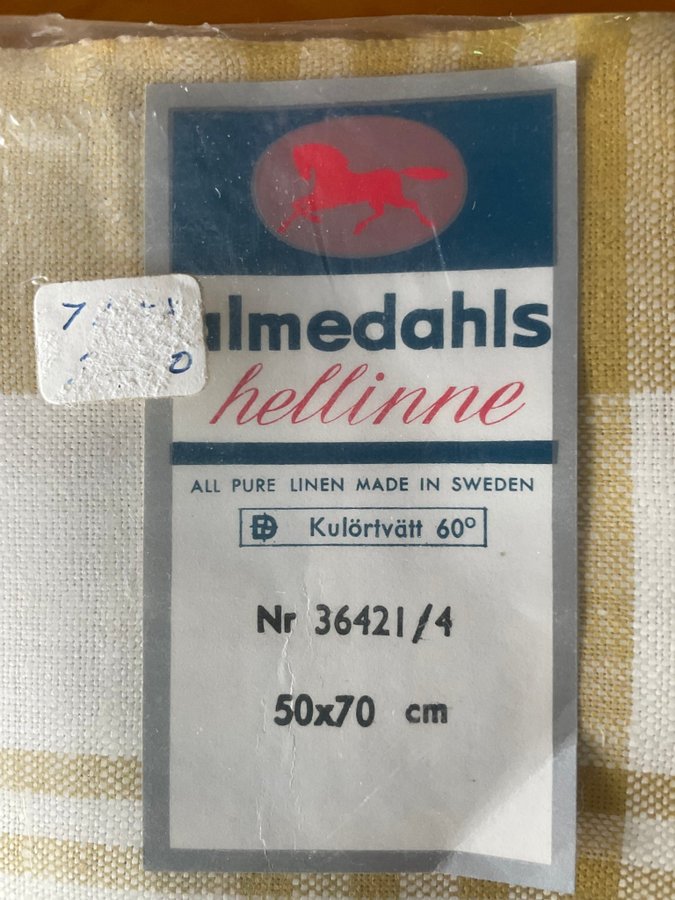 almedahls
hellinne
ALL PURE LINEN MADE IN SWEDEN
Kulörtvätt 60°
Nr 36421/4
50x70 cm